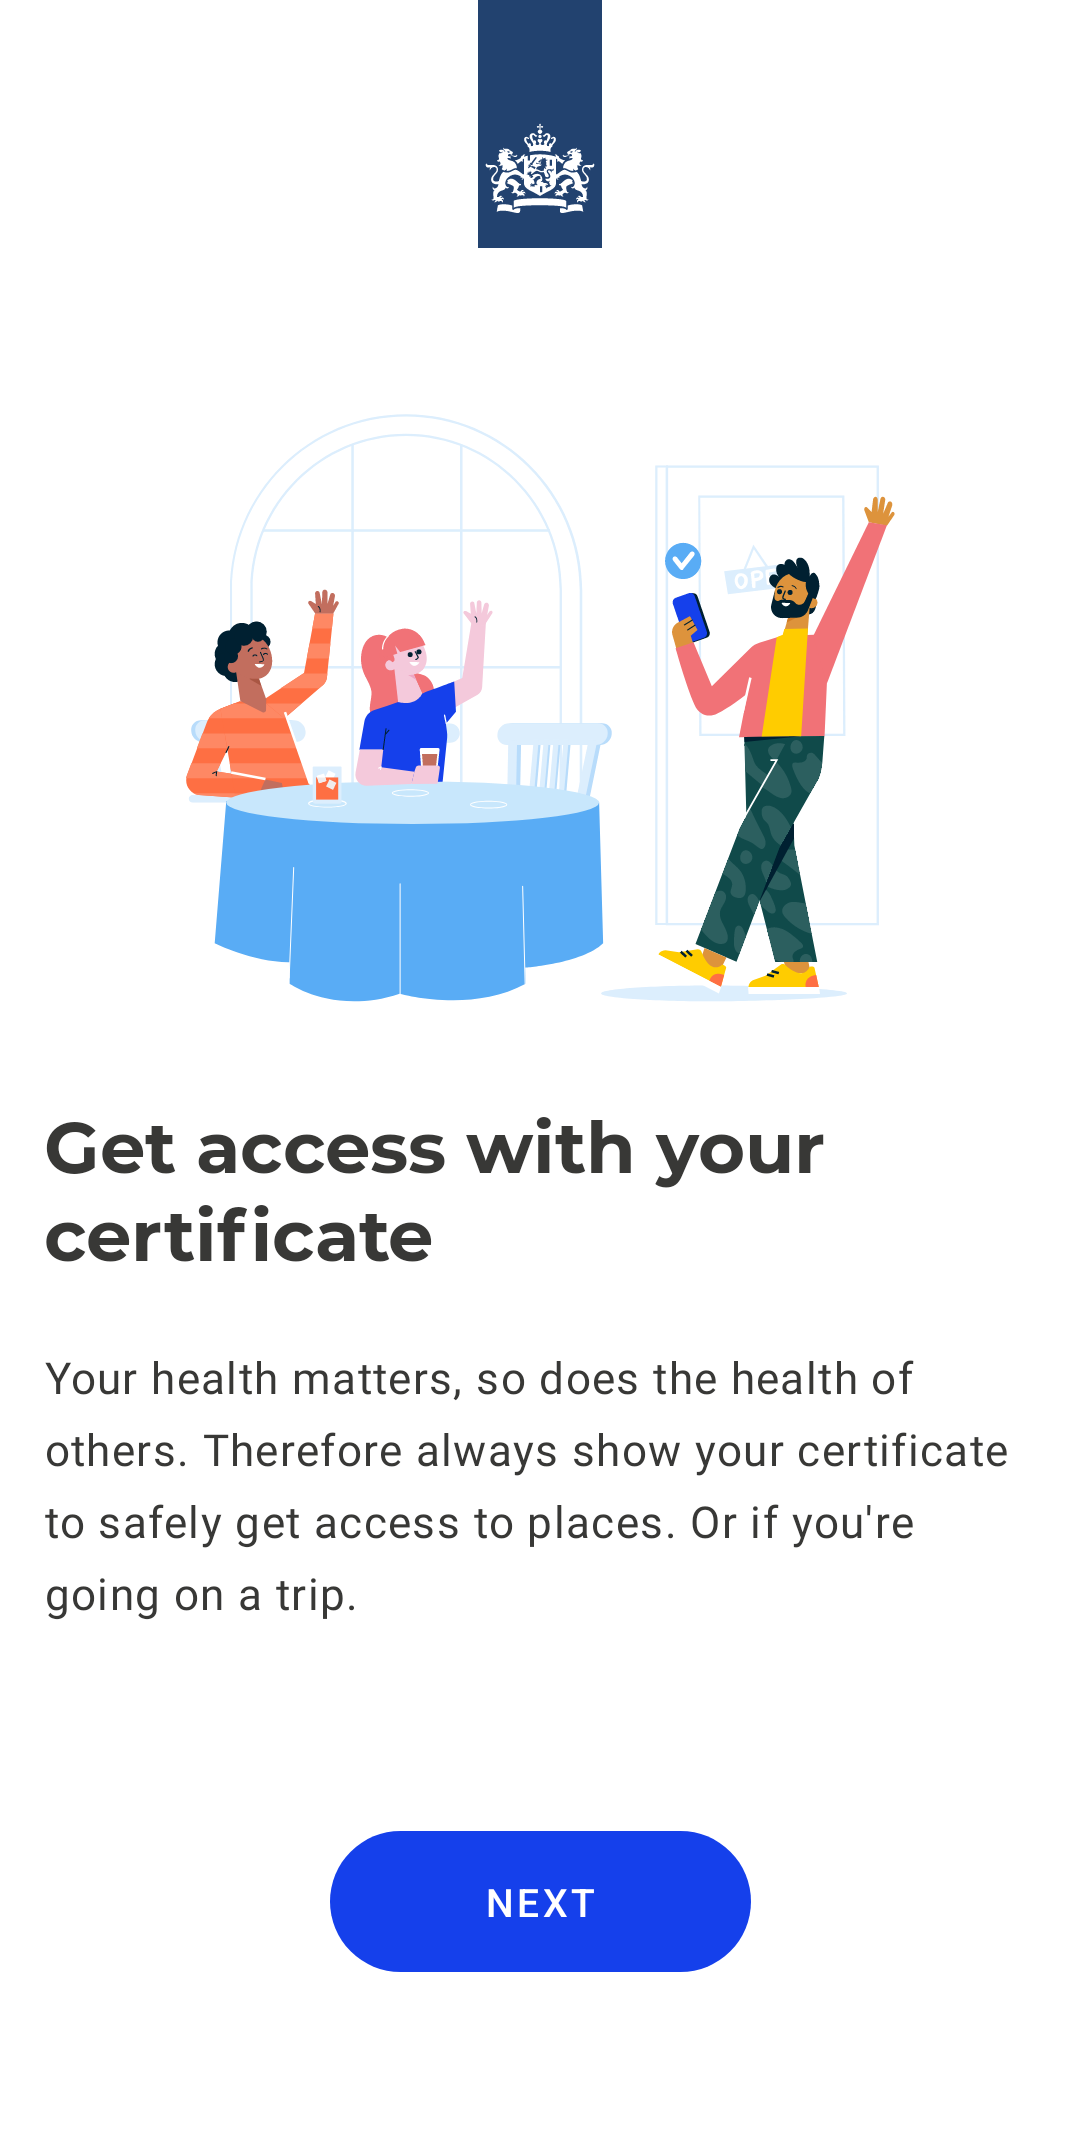 OPE
Get access with your
certificate
Your health matters, so does the health of
others. Therefore always show your certificate
to safely get access to places. Or if you're
going on a trip.
NEXT